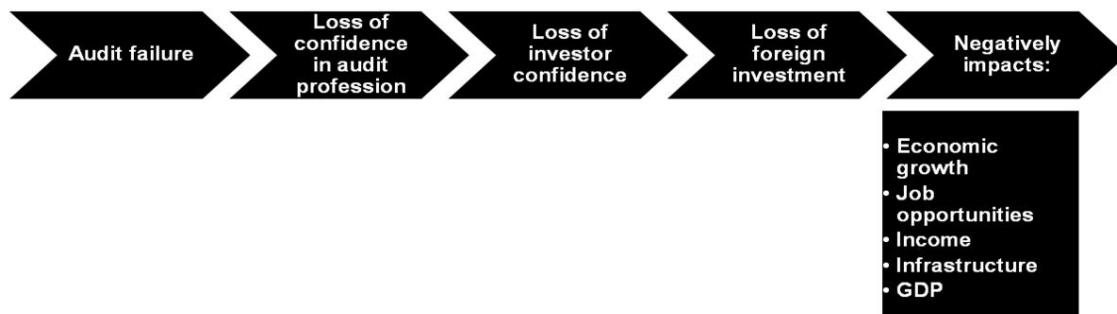 Audit failure
Loss of
confidence
in audit
profession
Loss of
investor
confidence
Loss of
foreign
investment
Negatively
impacts:
• Economic
growth
• Job
opportunities
• Income
• Infrastructure
• GDP